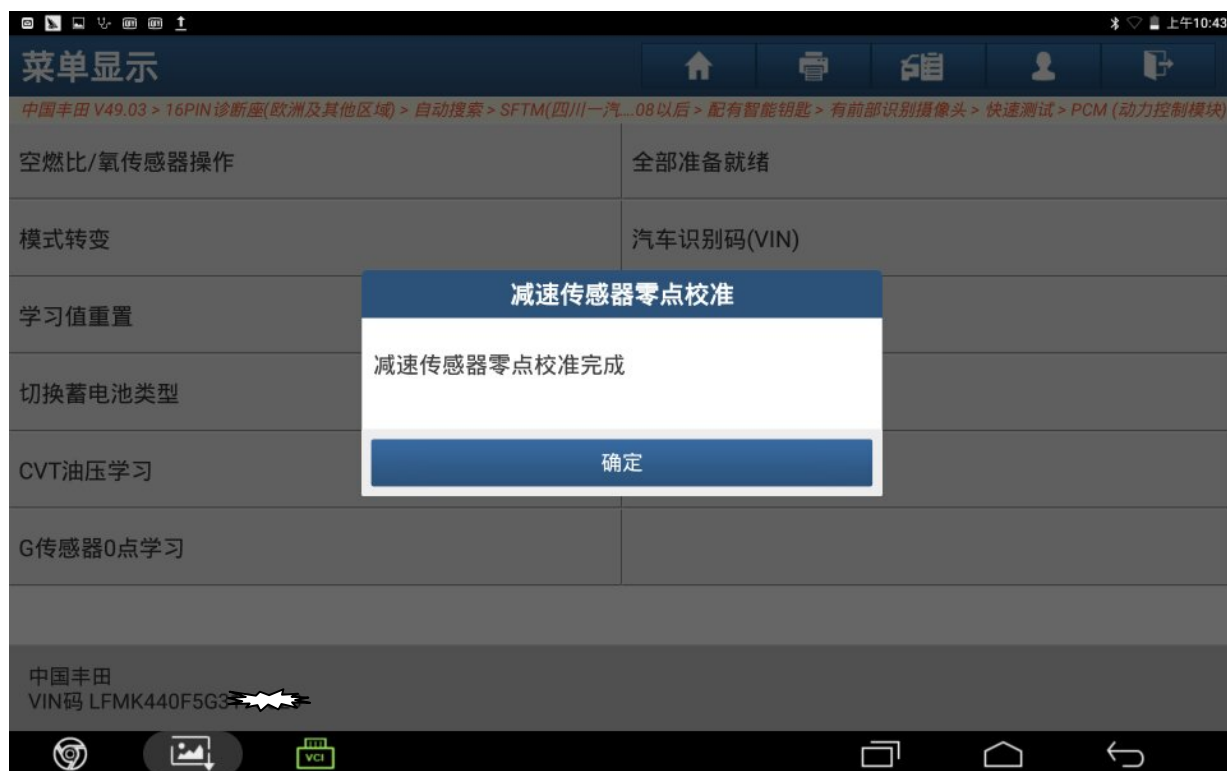 上午10:43
菜单显示
中国丰田 V49.03 > 16PIN诊断座(欧洲及其他区域) > 自动搜索 > SFTM(四川一汽....08以后 > 配有智能钥匙 > 有前部识别摄像头 > 快速测试 > PCM (动力控制模块)
空燃比/氧传感器操作
全部准备就绪
模式转变
汽车识别码(VIN)
减速传感器零点校准
学习值重置
减速传感器零点校准完成
切换蓄电池类型
确定
CVT油压学习
G传感器0点学习
中国丰田
VIN码 LFMK440F5G3
VCI